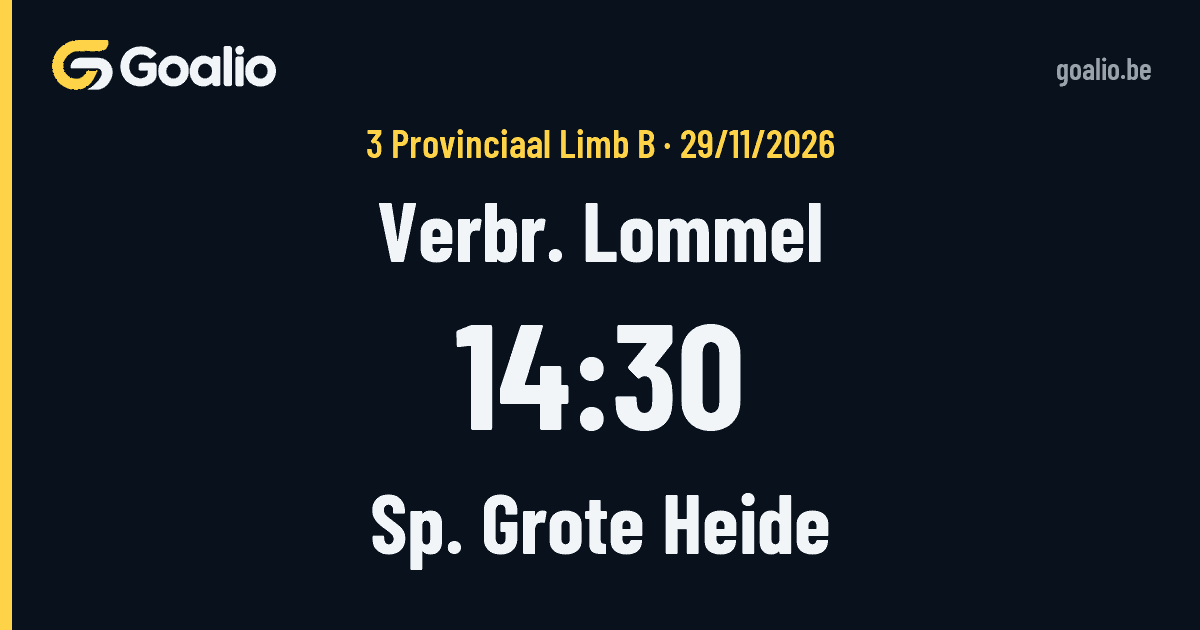 Goalio
goalio.be
3 Provinciaal Limb B · 29/11/2026
Verbr. Lommel
14:30
Sp. Grote Heide